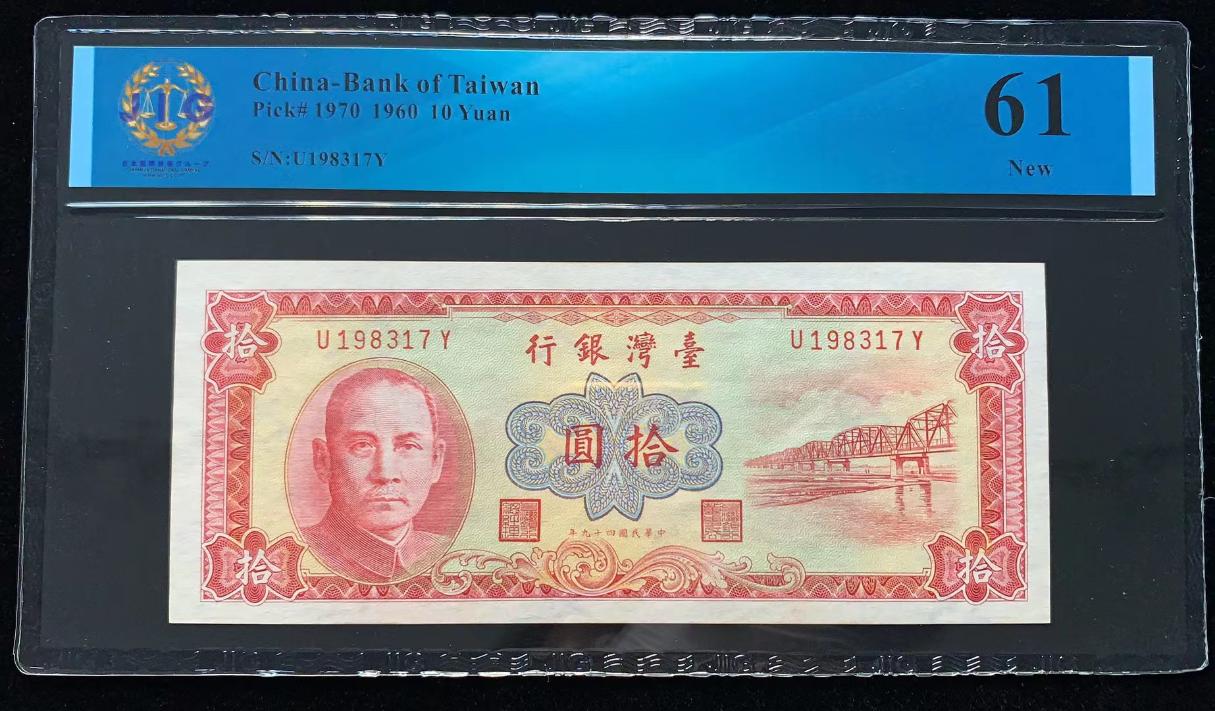 China-Bank of Taiwan
Pick# 1970 1960 10 Yuan
S/N:U198317Y
61
New
JIG
拾
U198317Y
行銀灣臺
U198317Y
拾
圓拾
年九十四國民華中
拾
拾